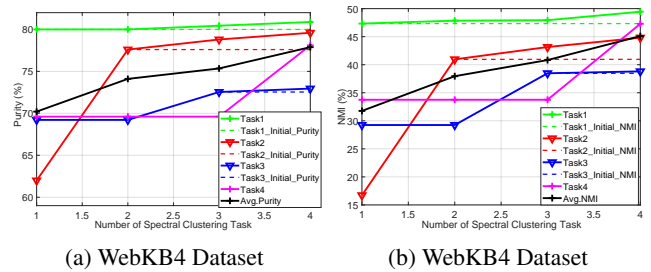 80
75
70
65
60
Purity (%)
Task1
Task1_Initial_Purity
Task2
Task2_Initial_Purity
Task3
Task3_Initial_Purity
Task4
Avg.Purity
1 1.5 2 2.5 3 3.5 4
Number of Spectral Clustering Task
(a) WebKB4 Dataset
50
45
40
35
30
25
20
15
NMI (%)
Task1
Task1_Initial_NMI
Task2
Task2_Initial_NMI
Task3
Task3_Initial_NMI
Task4
Avg.NMI
1 1.5 2 2.5 3 3.5 4
Number of Spectral Clustering Task
(b) WebKB4 Dataset